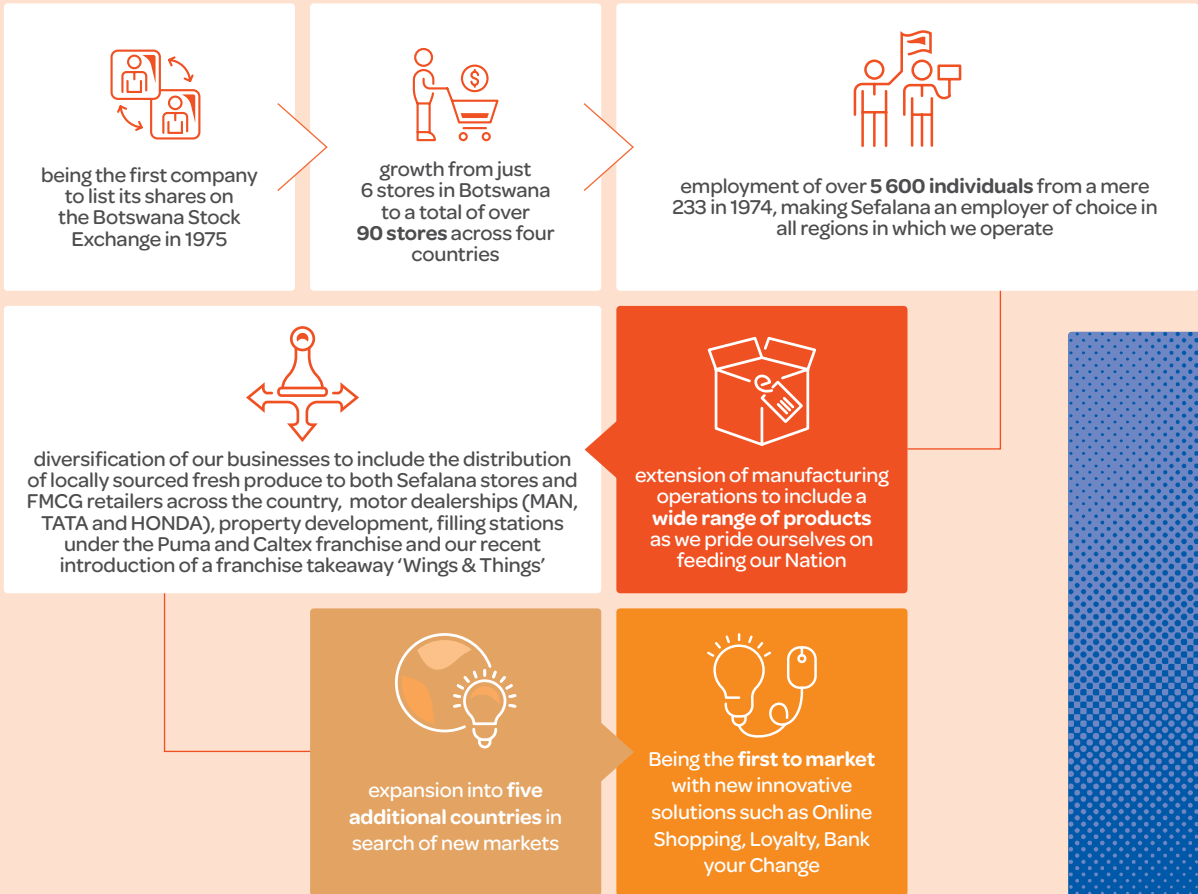 being the first company
to list its shares on
the Botswana Stock
Exchange in 1975
growth from just
6 stores in Botswana
to a total of over
90 stores across four
countries
employment of over 5 600 individuals from a mere
233 in 1974, making Sefalana an employer of choice in
all regions in which we operate
extension of manufacturing
operations to include a
wide range of products
as we pride ourselves on
feeding our Nation
diversification of our businesses to include the distribution
of locally sourced fresh produce to both Sefalana stores and
FMCG retailers across the country, motor dealerships (MAN,
TATA and HONDA), property development, filling stations
under the Puma and Caltex franchise and our recent
introduction of a franchise takeaway ‘Wings & Things’
expansion into five
additional countries in
search of new markets
Being the first to market
with new innovative
solutions such as Online
Shopping, Loyalty, Bank
your Change